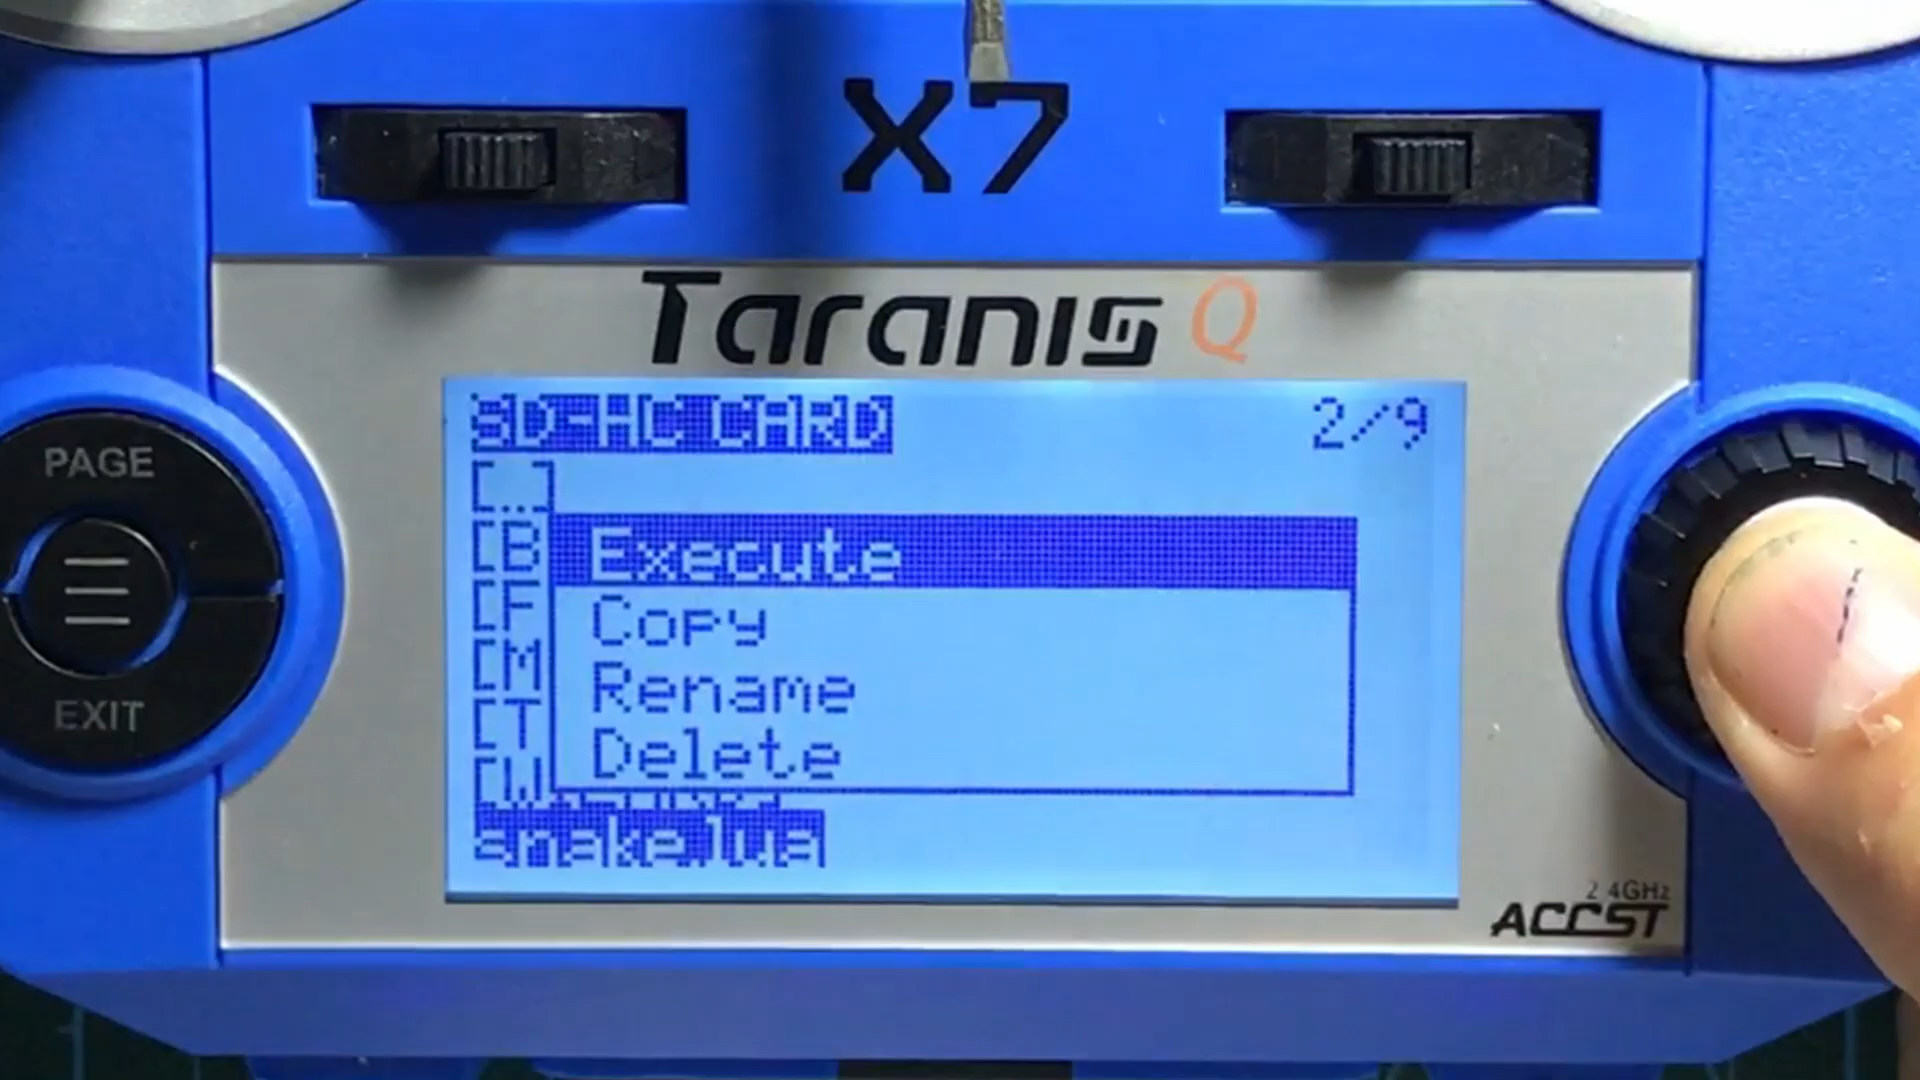 X7
Taranis Q
PAGE
EXIT
SD-HC CARD 2/9
[..]
[B
Execute
[F
Copy
[M
Rename
[T
Delete
[W
snake.lua
2.4GHz
ACCST